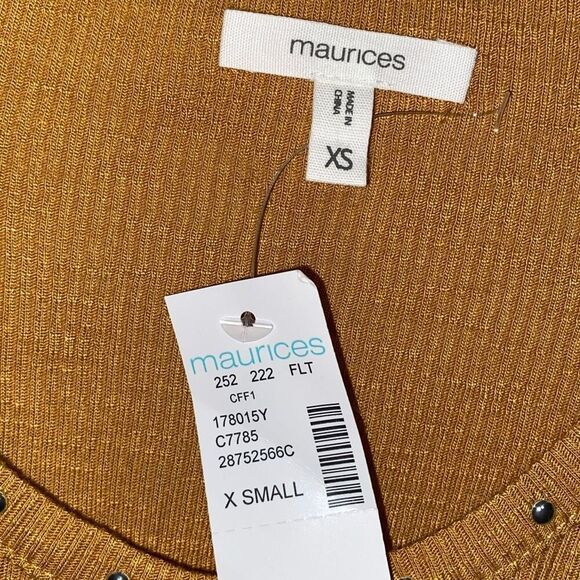 maurices
MADE IN
CHINA
XS
maurices
252 222 FLT
CFF1
178015Y
C7785
28752566C
X SMALL